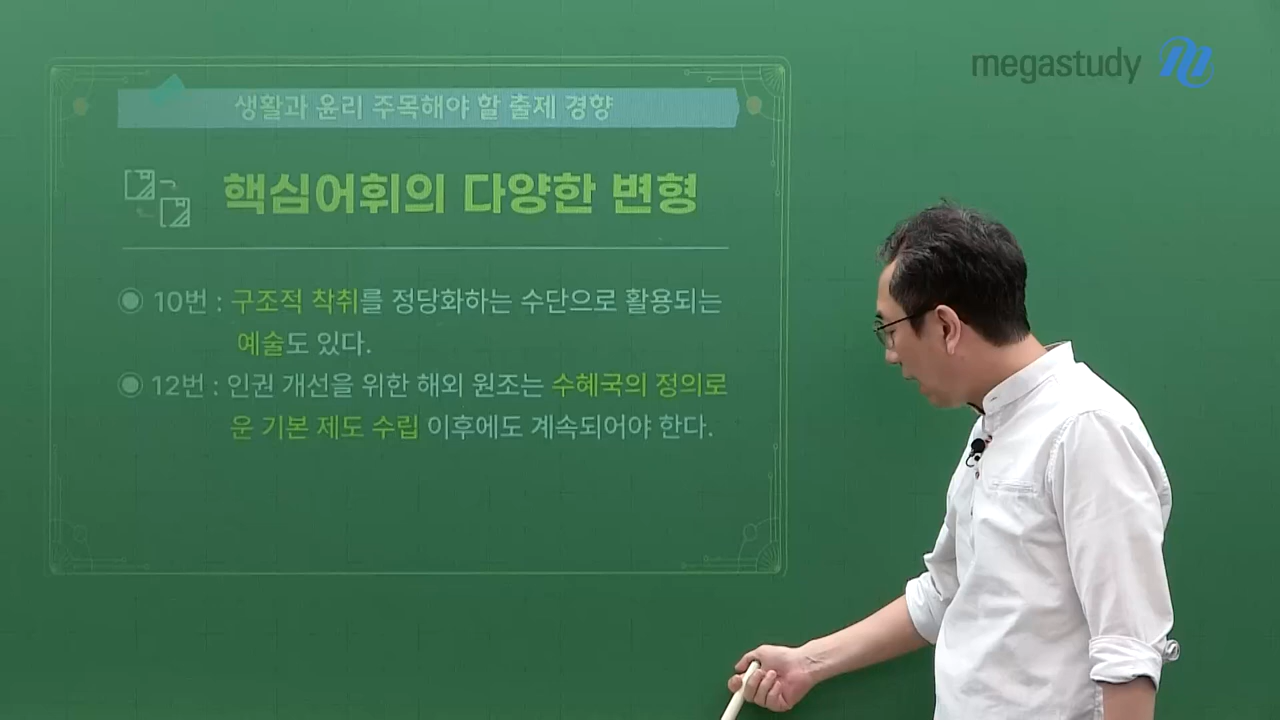 megastudy
생활과 윤리 주목해야 할 출제 경향
핵심어휘의 다양한 변형
10번 : 구조적 착취를 정당화하는 수단으로 활용되는
예술도 있다.
12번 : 인권 개선을 위한 해외 원조는 수혜국의 정의로
운 기본 제도 수립 이후에도 계속되어야 한다.